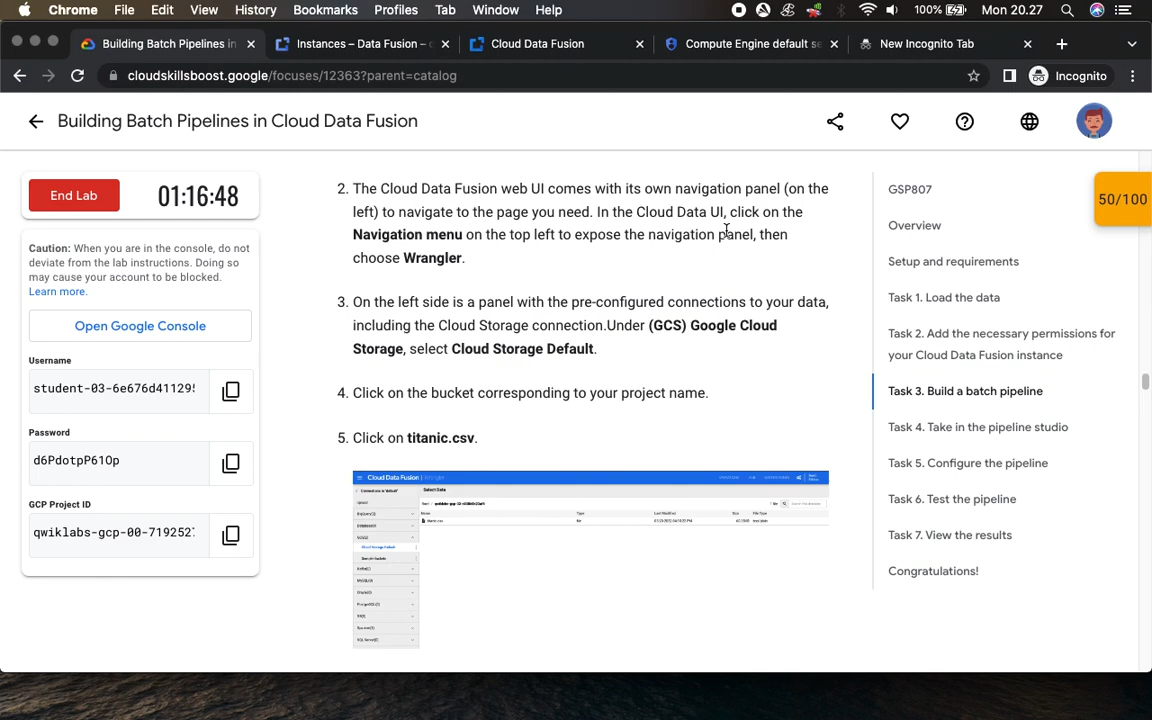 Chrome File Edit View History Bookmarks Profiles Tab Window Help 100% Mon 20.27
Building Batch Pipelines in Instances – Data Fusion – Cloud Data Fusion Compute Engine default se New Incognito Tab
cloudskillsboost.google/focuses/12363?parent=catalog Incognito
Building Batch Pipelines in Cloud Data Fusion
End Lab 01:16:48
Caution: When you are in the console, do not
deviate from the lab instructions. Doing so
may cause your account to be blocked.
Learn more.
Open Google Console
Username
student-03-6e676d41129
Password
d6PdotpP61Op
GCP Project ID
qwiklabs-gcp-00-719252
2. The Cloud Data Fusion web UI comes with its own navigation panel (on the
left) to navigate to the page you need. In the Cloud Data UI, click on the
Navigation menu on the top left to expose the navigation panel, then
choose Wrangler.
3. On the left side is a panel with the pre-configured connections to your data,
including the Cloud Storage connection.Under (GCS) Google Cloud
Storage, select Cloud Storage Default.
4. Click on the bucket corresponding to your project name.
5. Click on titanic.csv.
Cloud Data Fusion
Select Data
Cloud Storage Default
GSP807
Overview
Setup and requirements
Task 1. Load the data
Task 2. Add the necessary permissions for
your Cloud Data Fusion instance
Task 3. Build a batch pipeline
Task 4. Take in the pipeline studio
Task 5. Configure the pipeline
Task 6. Test the pipeline
Task 7. View the results
Congratulations!
50/100